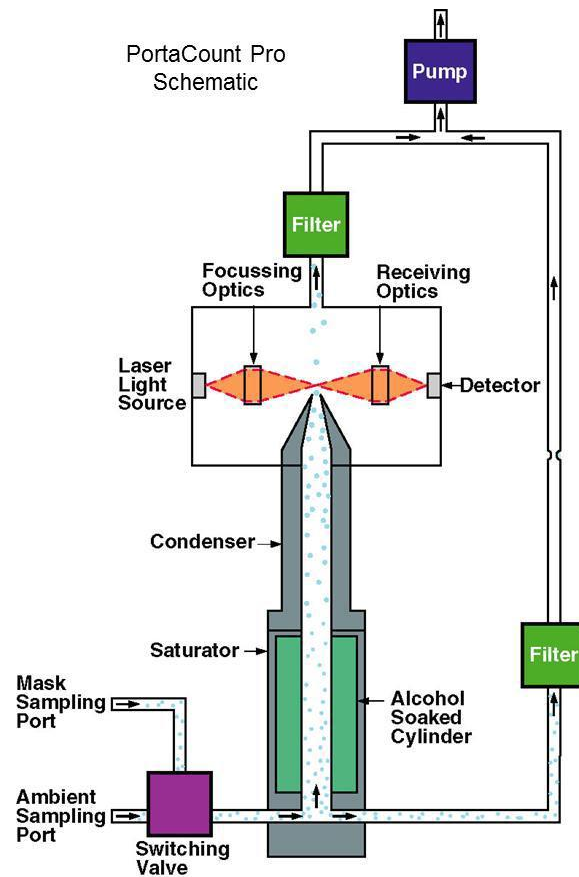 PortaCount Pro
Schematic
Pump
Filter
Focussing
Optics
Receiving
Optics
Laser
Light
Source
Detector
Condenser
Saturator
Filter
Mask
Sampling
Port
Alcohol
Soaked
Cylinder
Ambient
Sampling
Port
Switching
Valve